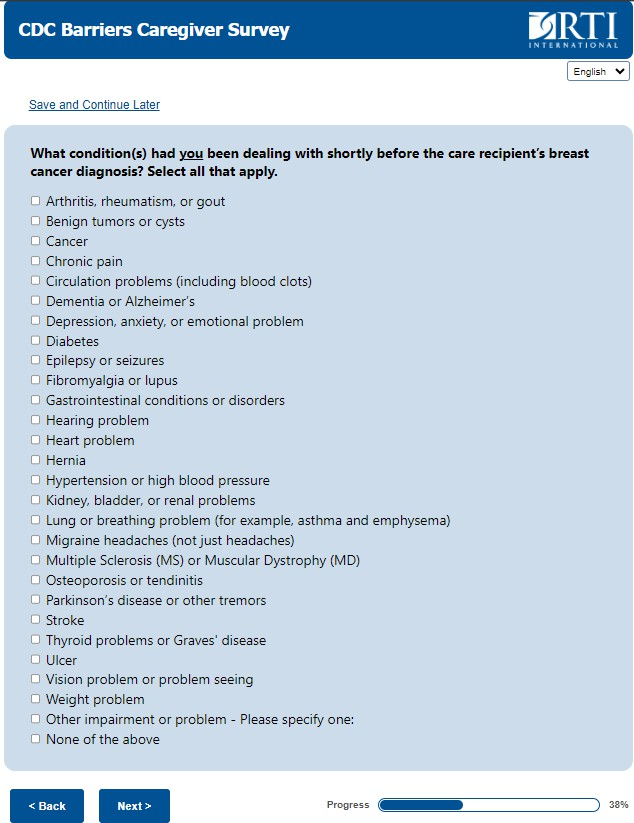 CDC Barriers Caregiver Survey
RTI
INTERNATIONAL
English
Save and Continue Later
What condition(s) had you been dealing with shortly before the care recipient's breast
cancer diagnosis? Select all that apply.
Arthritis, rheumatism, or gout
Benign tumors or cysts
Cancer
Chronic pain
Circulation problems (including blood clots)
Dementia or Alzheimer's
Depression, anxiety, or emotional problem
Diabetes
Epilepsy or seizures
Fibromyalgia or lupus
Gastrointestinal conditions or disorders
Hearing problem
Heart problem
Hernia
Hypertension or high blood pressure
Kidney, bladder, or renal problems
Lung or breathing problem (for example, asthma and emphysema)
Migraine headaches (not just headaches)
Multiple Sclerosis (MS) or Muscular Dystrophy (MD)
Osteoporosis or tendinitis
Parkinson's disease or other tremors
Stroke
Thyroid problems or Graves' disease
Ulcer
Vision problem or problem seeing
Weight problem
Other impairment or problem - Please specify one:
None of the above
< Back
Next >
Progress
38%